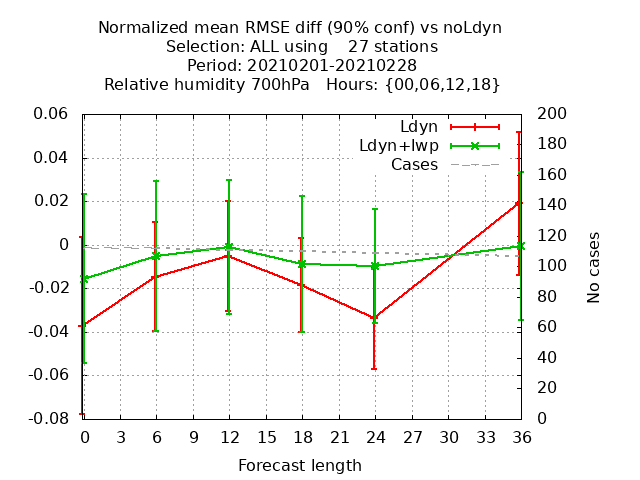 Normalized mean RMSE diff (90% conf) vs noLdyn
Selection: ALL using    27 stations
Period: 20210201-20210228
Relative humidity 700hPa   Hours: {00,06,12,18}
Ldyn
Ldyn+lwp
Cases
0.06
0.04
0.02
0
-0.02
-0.04
-0.06
-0.08
200
180
160
140
120
100
80
60
40
20
0
No cases
0 3 6 9 12 15 18 21 24 27 30 33 36
Forecast length